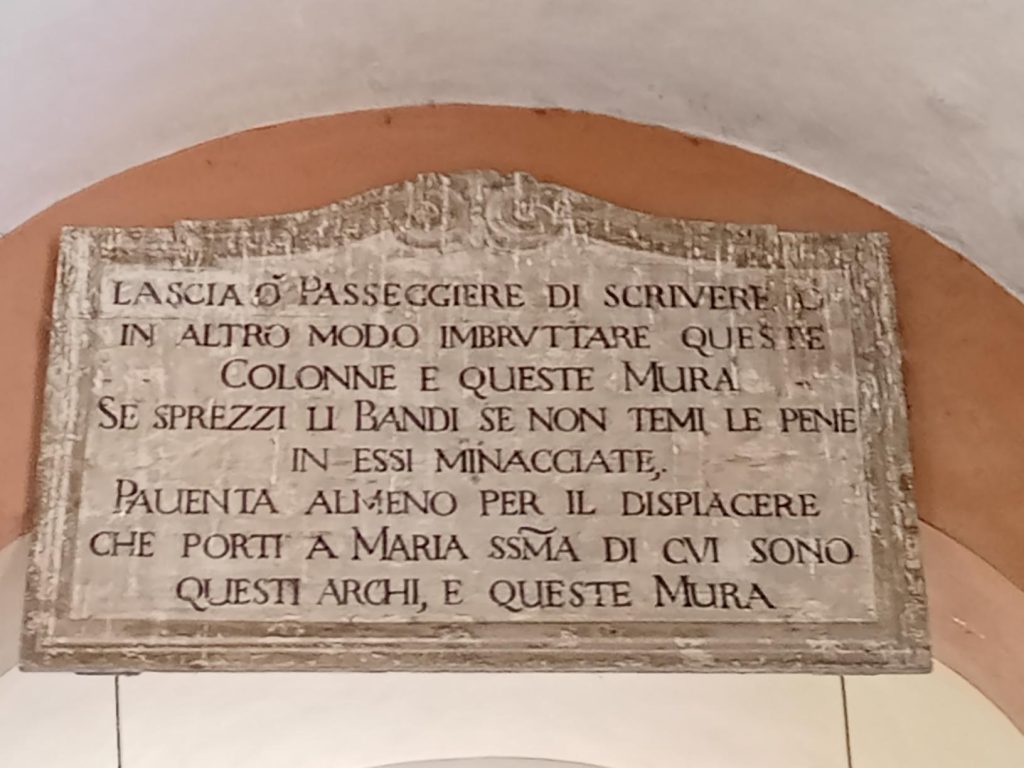 LASCIA Ō PASSEGGIERE DI SCRIVERE, O
IN ALTRO MODO IMBRVTTARE QUESTE
COLONNE E QUESTE MURA
SE SPREZZI LI BANDI SE NON TEMI LE PENE
IN ESSI MINACCIATE,
PAUENTA ALMENO PER IL DISPIACERE
CHE PORTI A MARIA SSM̃A DI CVI SONO
QUESTI ARCHI, E QUESTE MURA